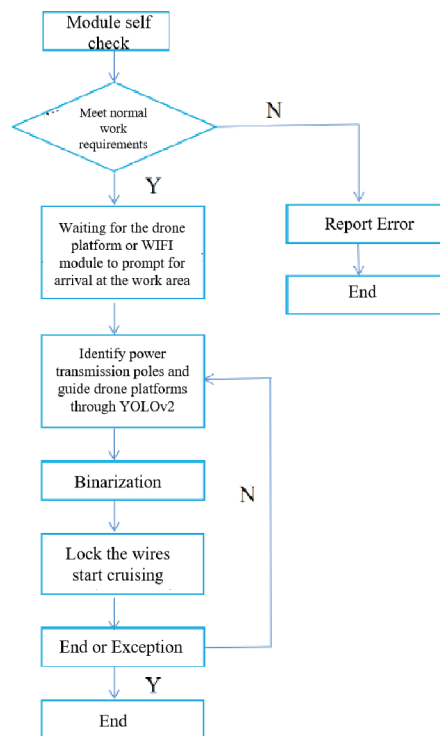 Module self
check
Meet normal
work
requirements
N
Y
Waiting for the drone
platform or WIFI
module to prompt for
arrival at the work area
Report Error
End
Identify power
transmission poles and
guide drone platforms
through YOLOv2
Binarization
N
Lock the wires
start cruising
End or Exception
Y
End